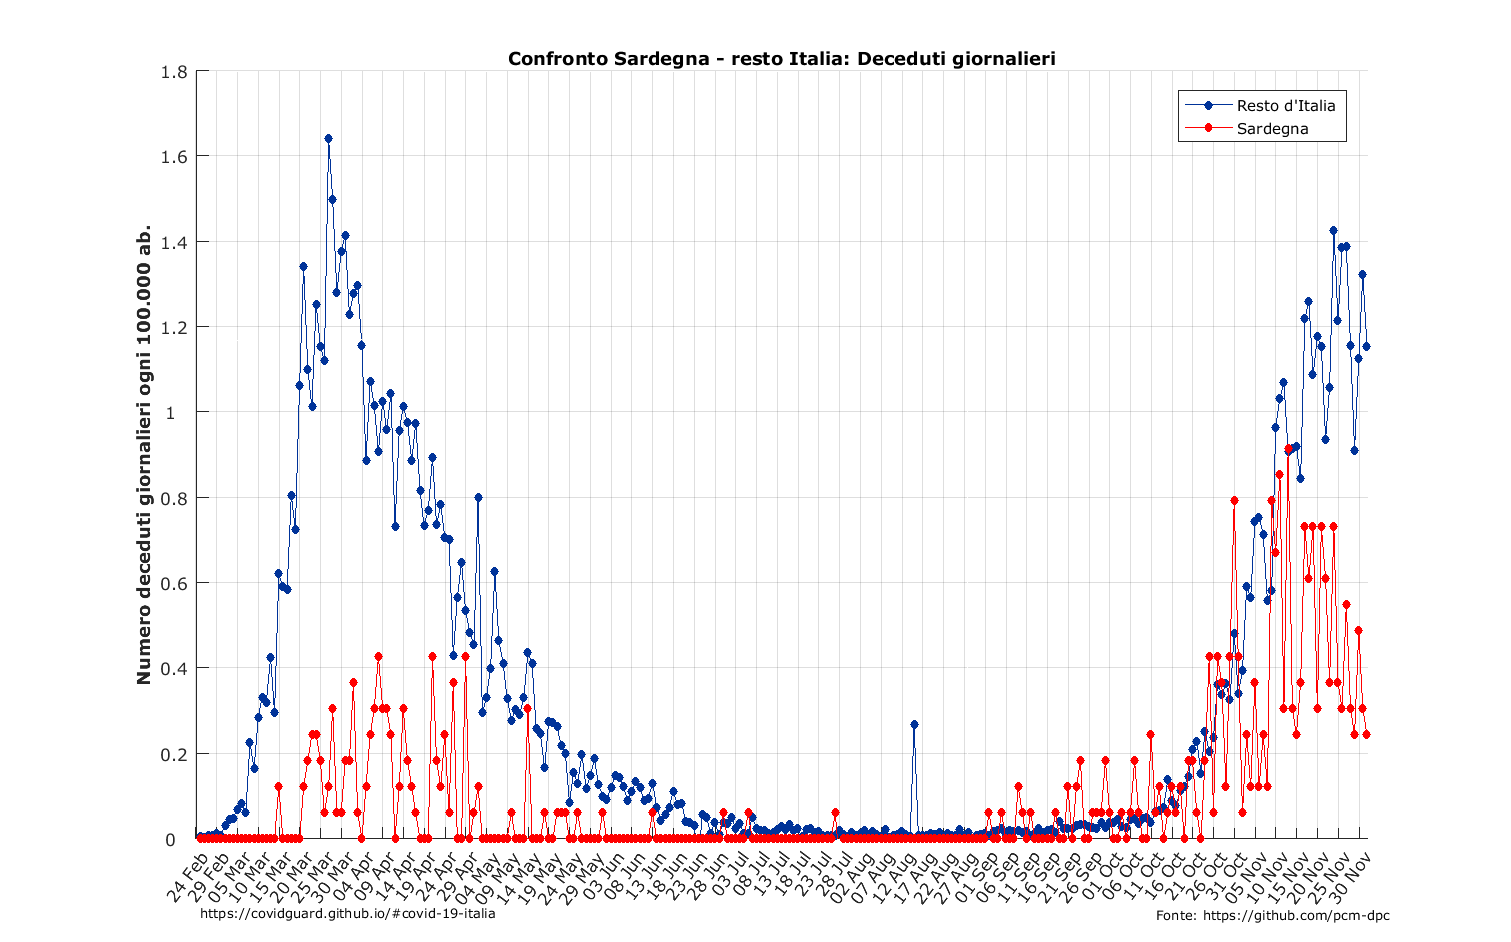 Confronto Sardegna - resto Italia: Deceduti giornalieri
Resto d'Italia
Sardegna
Numero deceduti giornalieri ogni 100.000 ab.
1.8
1.6
1.4
1.2
1
0.8
0.6
0.4
0.2
0
24 Feb
29 Feb
05 Mar
10 Mar
15 Mar
20 Mar
25 Mar
30 Mar
04 Apr
09 Apr
14 Apr
19 Apr
24 Apr
29 Apr
04 May
09 May
14 May
19 May
24 May
29 May
03 Jun
08 Jun
13 Jun
18 Jun
23 Jun
28 Jun
03 Jul
08 Jul
13 Jul
18 Jul
23 Jul
28 Jul
02 Aug
07 Aug
12 Aug
17 Aug
22 Aug
27 Aug
01 Sep
06 Sep
11 Sep
16 Sep
21 Sep
26 Sep
01 Oct
06 Oct
11 Oct
16 Oct
21 Oct
26 Oct
31 Oct
05 Nov
10 Nov
15 Nov
20 Nov
25 Nov
30 Nov
https://covidguard.github.io/#covid-19-italia
Fonte: https://github.com/pcm-dpc